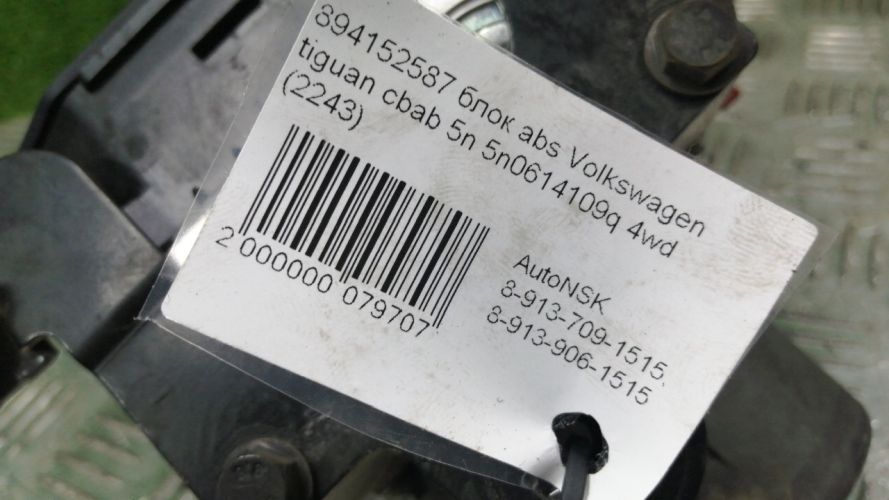 894152587 блок abs Volkswagen
tiguan cbab 5n 5n0614109q 4wd
(2243)
2 000000 079707
AutoNSK
8-913-709-1515,
8-913-906-1515